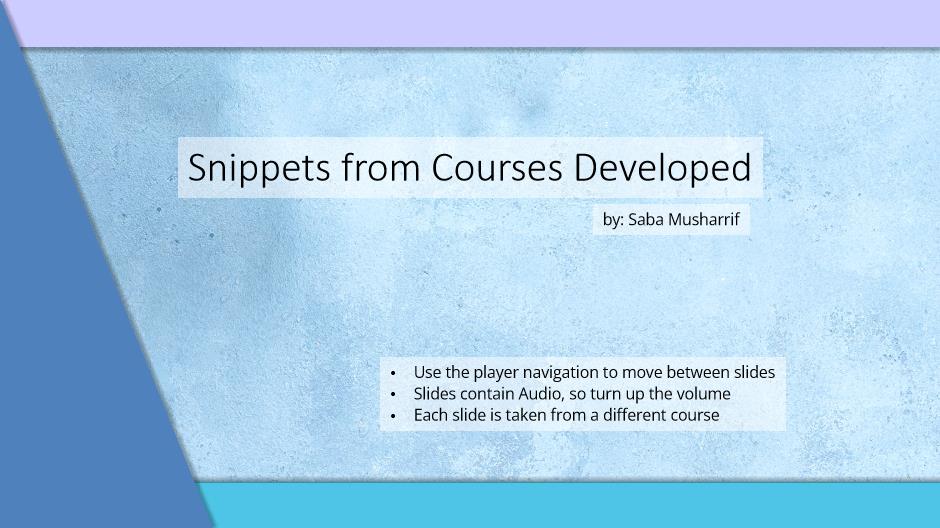 Snippets from Courses Developed
by: Saba Musharrif
• Use the player navigation to move between slides
• Slides contain Audio, so turn up the volume
• Each slide is taken from a different course